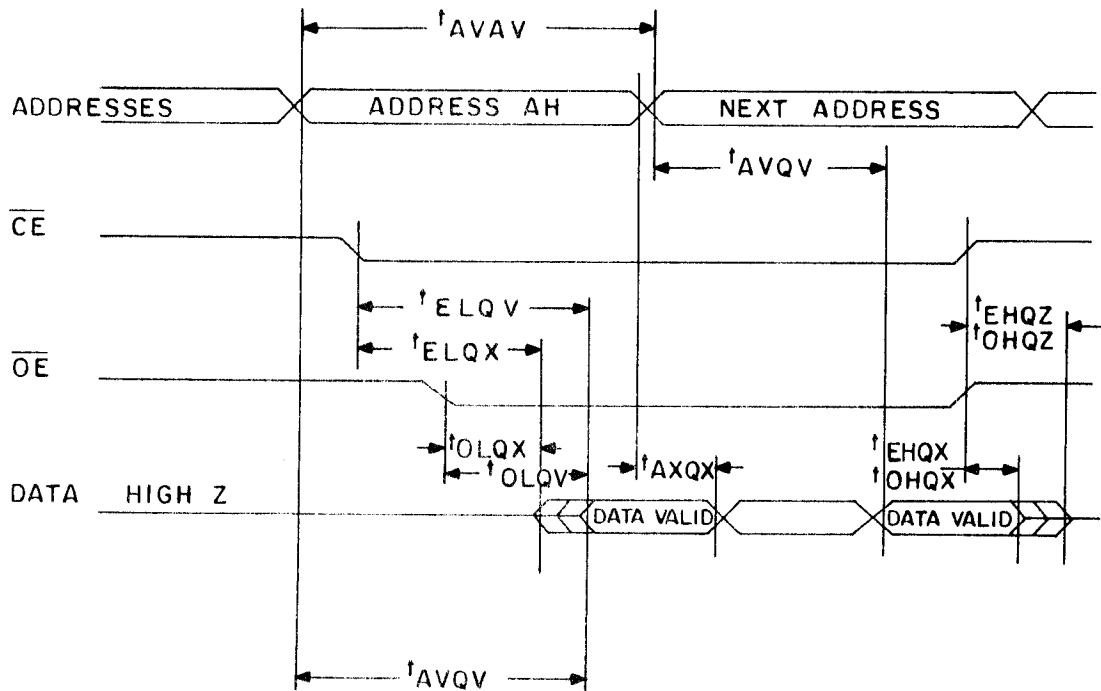 tAVAV
ADDRESSES ADDRESS AH NEXT ADDRESS
tAVQV
CE
tELQV
tEHQZ
tOHQZ
tELQX
OE
tOLQX
tOLQV
tAXQX
tEHQX
tOHQX
DATA HIGH Z
DATA VALID DATA VALID
tAVQV